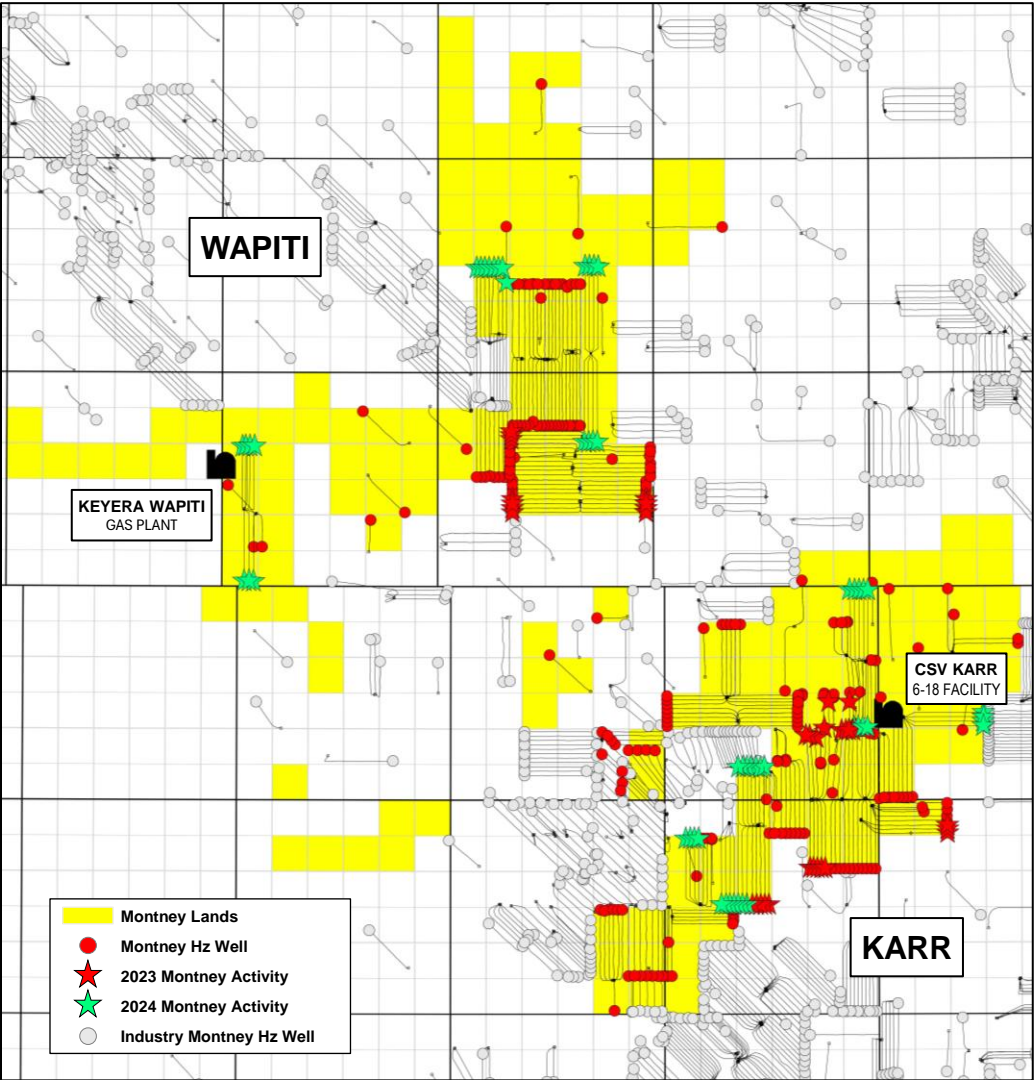 WAPITI
KEYERA WAPITI
GAS PLANT
CSV KARR
6-18 FACILITY
KARR
Montney Lands
Montney Hz Well
2023 Montney Activity
2024 Montney Activity
Industry Montney Hz Well